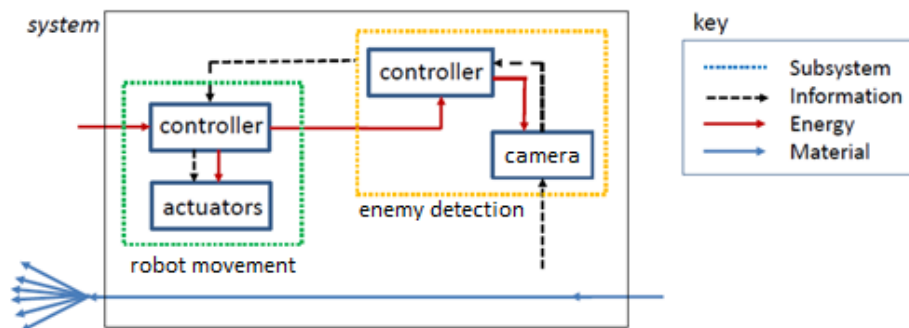 system
key
controller
controller
camera
actuators
enemy detection
robot movement
Subsystem
Information
Energy
Material